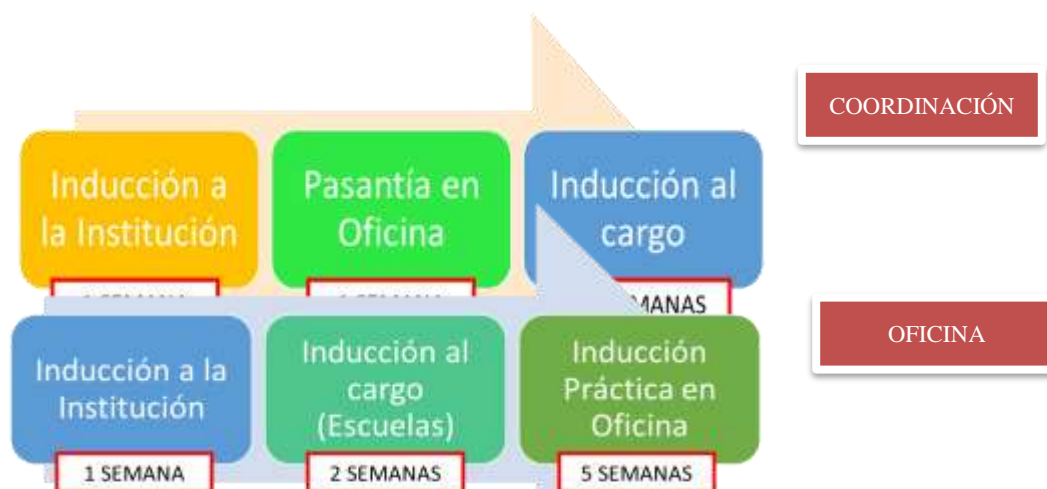 COORDINACIÓN
Inducción a
la Institución
Pasantía en
Oficina
Inducción al
cargo
OFICINA
Inducción a la
Institución
Inducción al
cargo
(Escuelas)
Inducción
Práctica en
Oficina
1 SEMANA
2 SEMANAS
5 SEMANAS